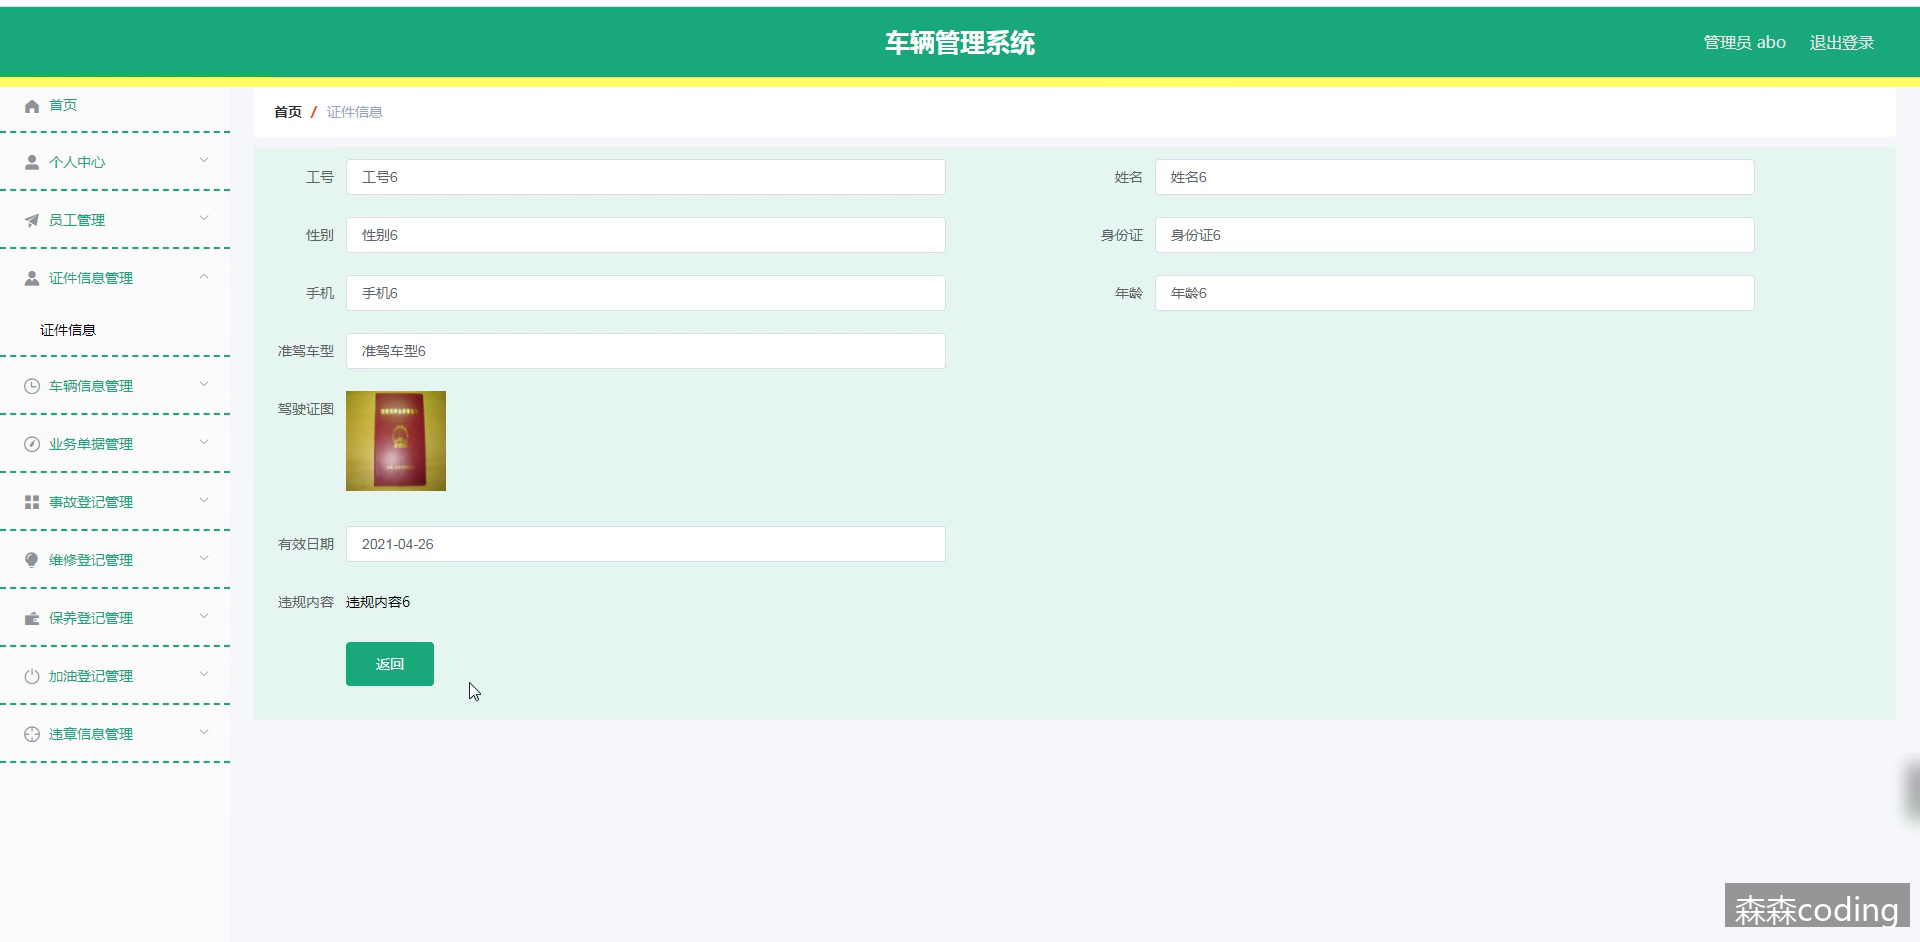 车辆管理系统
管理员 abo 退出登录
首页
个人中心
员工管理
证件信息管理
证件信息
车辆信息管理
业务单据管理
事故登记管理
维修登记管理
保养登记管理
加油登记管理
违章信息管理
首页 / 证件信息
工号 工号6 姓名 姓名6
性别 性别6 身份证 身份证6
手机 手机6 年龄 年龄6
准驾车型 准驾车型6
驾驶证图
有效日期 2021-04-26
违规内容 违规内容6
返回
森森coding